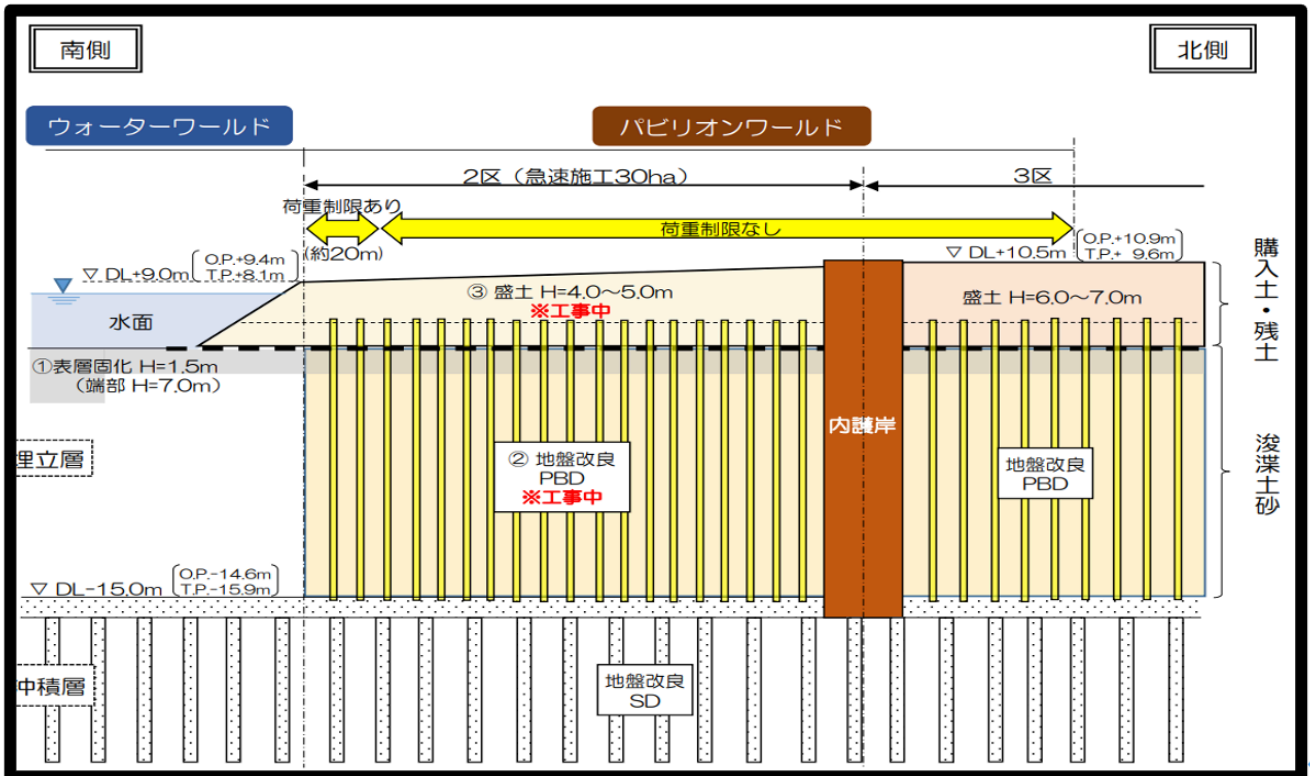 南側
北側
ウォーターワールド
パビリオンワールド
2区（急速施工30ha）
3区
荷重制限あり
(約20m)
荷重制限なし
▽ DL+9.0m
O.P.+9.4m
T.P.+8.1m
▽ DL+10.5m
O.P.+10.9m
T.P.+ 9.6m
③ 盛土 H=4.0～5.0m
※工事中
盛土 H=6.0～7.0m
購入土・残土
水面
①表層固化 H=1.5m
（端部 H=7.0m）
内護岸
埋立層
② 地盤改良
PBD
※工事中
地盤改良
PBD
浚渫土砂
▽ DL-15.0m
O.P.-14.6m
T.P.-15.9m
沖積層
地盤改良
SD